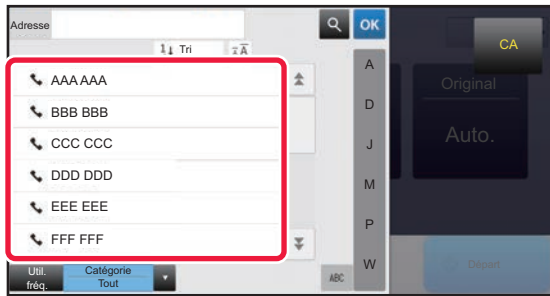 Adresse
OK
CA
Tri
A
AAA AAA
BBB BBB
CCC CCC
DDD DDD
EEE EEE
FFF FFF
A
D
J
M
P
W
Original
Auto.
Départ
Util.
fréq.
Catégorie
Tout
ABC